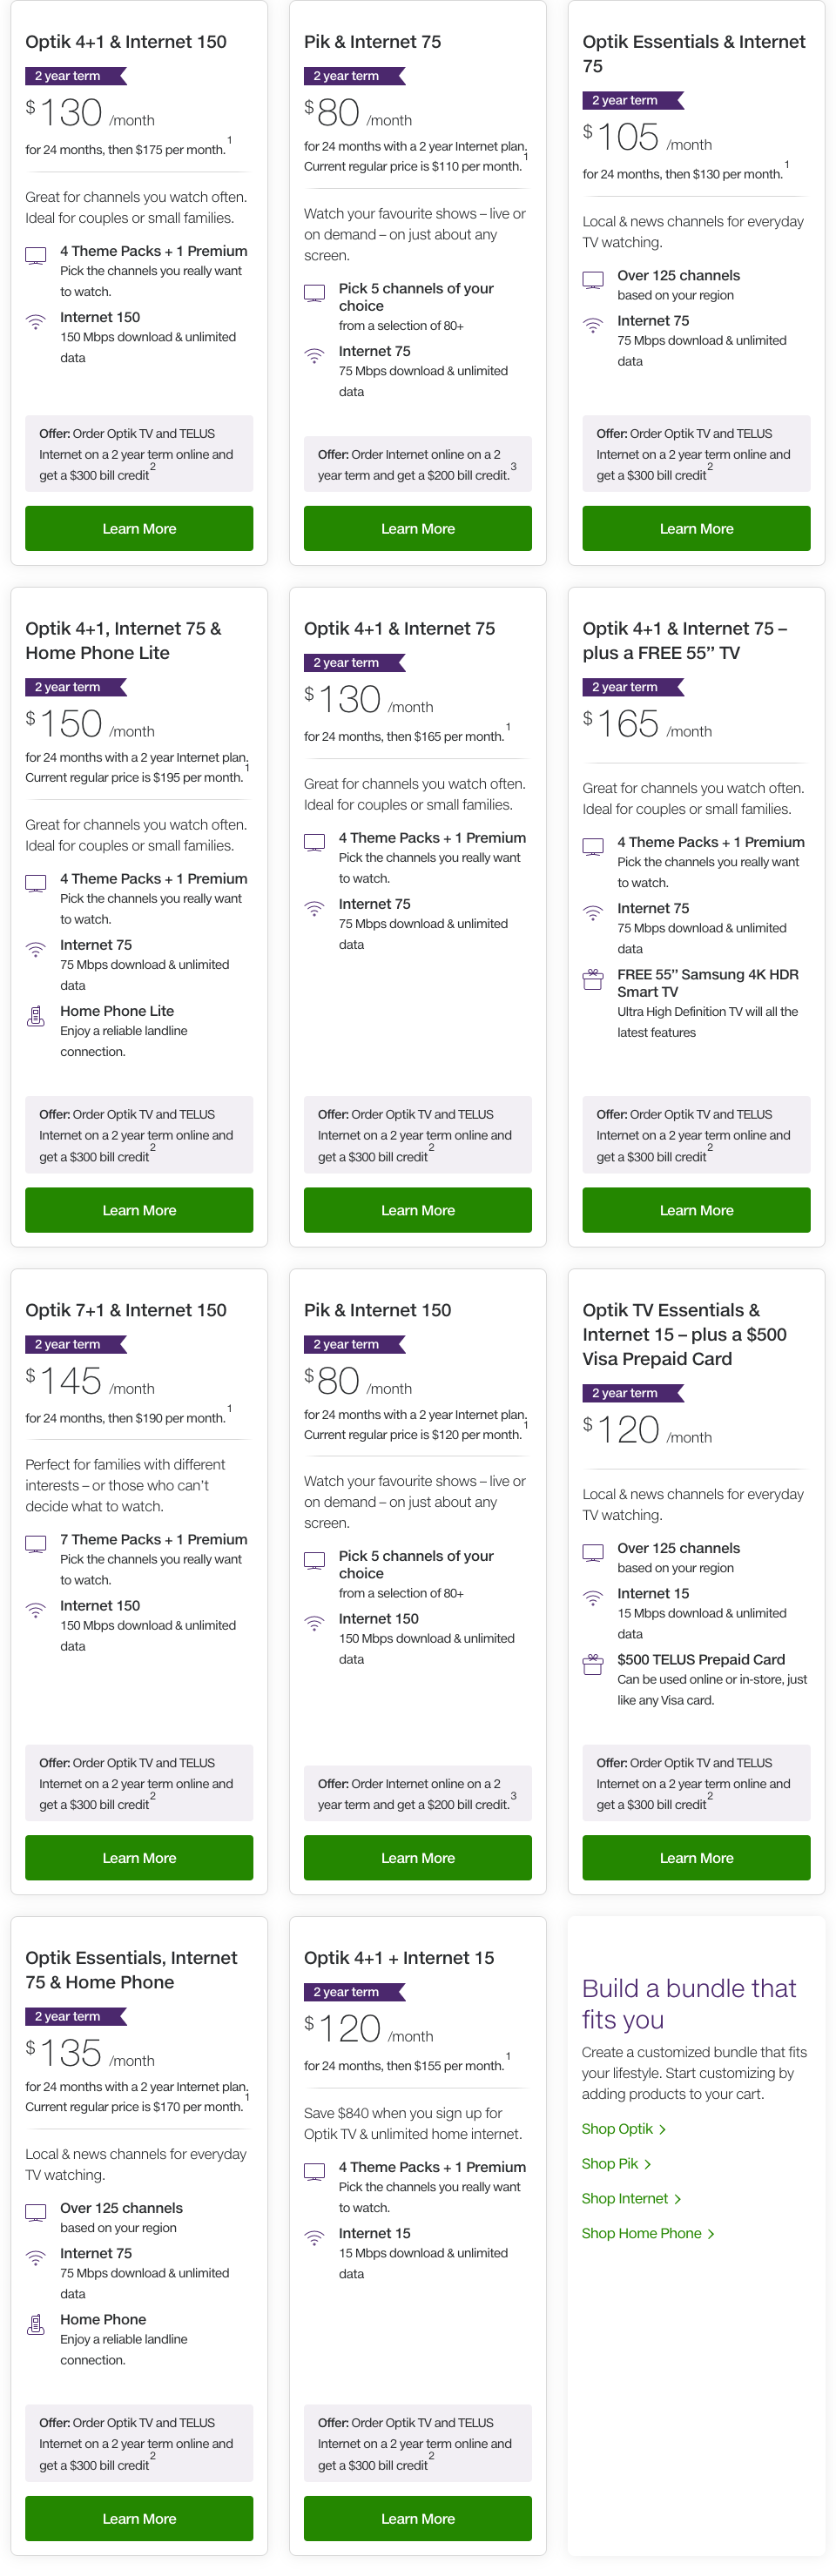 Optik 4+1 & Internet 150
2 year term
$130 /month
for 24 months, then $175 per month.1
Great for channels you watch often.
Ideal for couples or small families.
4 Theme Packs + 1 Premium
Pick the channels you really want
to watch.
Internet 150
150 Mbps download & unlimited
data
Offer: Order Optik TV and TELUS
Internet on a 2 year term online and
get a $300 bill credit2
Learn More
Pik & Internet 75
2 year term
$80 /month
for 24 months with a 2 year Internet plan.
Current regular price is $110 per month.1
Watch your favourite shows – live or
on demand – on just about any
screen.
Pick 5 channels of your
choice
from a selection of 80+
Internet 75
75 Mbps download & unlimited
data
Offer: Order Internet online on a 2
year term and get a $200 bill credit.3
Learn More
Optik Essentials & Internet
75
2 year term
$105 /month
for 24 months, then $130 per month.1
Local & news channels for everyday
TV watching.
Over 125 channels
based on your region
Internet 75
75 Mbps download & unlimited
data
Offer: Order Optik TV and TELUS
Internet on a 2 year term online and
get a $300 bill credit2
Learn More
Optik 4+1, Internet 75 &
Home Phone Lite
2 year term
$150 /month
for 24 months with a 2 year Internet plan.
Current regular price is $195 per month.1
Great for channels you watch often.
Ideal for couples or small families.
4 Theme Packs + 1 Premium
Pick the channels you really want
to watch.
Internet 75
75 Mbps download & unlimited
data
Home Phone Lite
Enjoy a reliable landline
connection.
Offer: Order Optik TV and TELUS
Internet on a 2 year term online and
get a $300 bill credit2
Learn More
Optik 4+1 & Internet 75
2 year term
$130 /month
for 24 months, then $165 per month.1
Great for channels you watch often.
Ideal for couples or small families.
4 Theme Packs + 1 Premium
Pick the channels you really want
to watch.
Internet 75
75 Mbps download & unlimited
data
Offer: Order Optik TV and TELUS
Internet on a 2 year term online and
get a $300 bill credit2
Learn More
Optik 4+1 & Internet 75 –
plus a FREE 55” TV
2 year term
$165 /month
Great for channels you watch often.
Ideal for couples or small families.
4 Theme Packs + 1 Premium
Pick the channels you really want
to watch.
Internet 75
75 Mbps download & unlimited
data
FREE 55” Samsung 4K HDR
Smart TV
Ultra High Definition TV will all the
latest features
Offer: Order Optik TV and TELUS
Internet on a 2 year term online and
get a $300 bill credit2
Learn More
Optik 7+1 & Internet 150
2 year term
$145 /month
for 24 months, then $190 per month.1
Perfect for families with different
interests – or those who can't
decide what to watch.
7 Theme Packs + 1 Premium
Pick the channels you really want
to watch.
Internet 150
150 Mbps download & unlimited
data
Offer: Order Optik TV and TELUS
Internet on a 2 year term online and
get a $300 bill credit2
Learn More
Pik & Internet 150
2 year term
$80 /month
for 24 months with a 2 year Internet plan.
Current regular price is $120 per month.1
Watch your favourite shows – live or
on demand – on just about any
screen.
Pick 5 channels of your
choice
from a selection of 80+
Internet 150
150 Mbps download & unlimited
data
Offer: Order Internet online on a 2
year term and get a $200 bill credit.3
Learn More
Optik TV Essentials &
Internet 15 – plus a $500
Visa Prepaid Card
2 year term
$120 /month
Local & news channels for everyday
TV watching.
Over 125 channels
based on your region
Internet 15
15 Mbps download & unlimited
data
$500 TELUS Prepaid Card
Can be used online or in-store, just
like any Visa card.
Offer: Order Optik TV and TELUS
Internet on a 2 year term online and
get a $300 bill credit2
Learn More
Optik Essentials, Internet
75 & Home Phone
2 year term
$135 /month
for 24 months with a 2 year Internet plan.
Current regular price is $170 per month.1
Local & news channels for everyday
TV watching.
Over 125 channels
based on your region
Internet 75
75 Mbps download & unlimited
data
Home Phone
Enjoy a reliable landline
connection.
Offer: Order Optik TV and TELUS
Internet on a 2 year term online and
get a $300 bill credit2
Learn More
Optik 4+1 + Internet 15
2 year term
$120 /month
for 24 months, then $155 per month.1
Save $840 when you sign up for
Optik TV & unlimited home internet.
4 Theme Packs + 1 Premium
Pick the channels you really want
to watch.
Internet 15
15 Mbps download & unlimited
data
Offer: Order Optik TV and TELUS
Internet on a 2 year term online and
get a $300 bill credit2
Learn More
Build a bundle that
fits you
Create a customized bundle that fits
your lifestyle. Start customizing by
adding products to your cart.
Shop Optik
Shop Pik
Shop Internet
Shop Home Phone